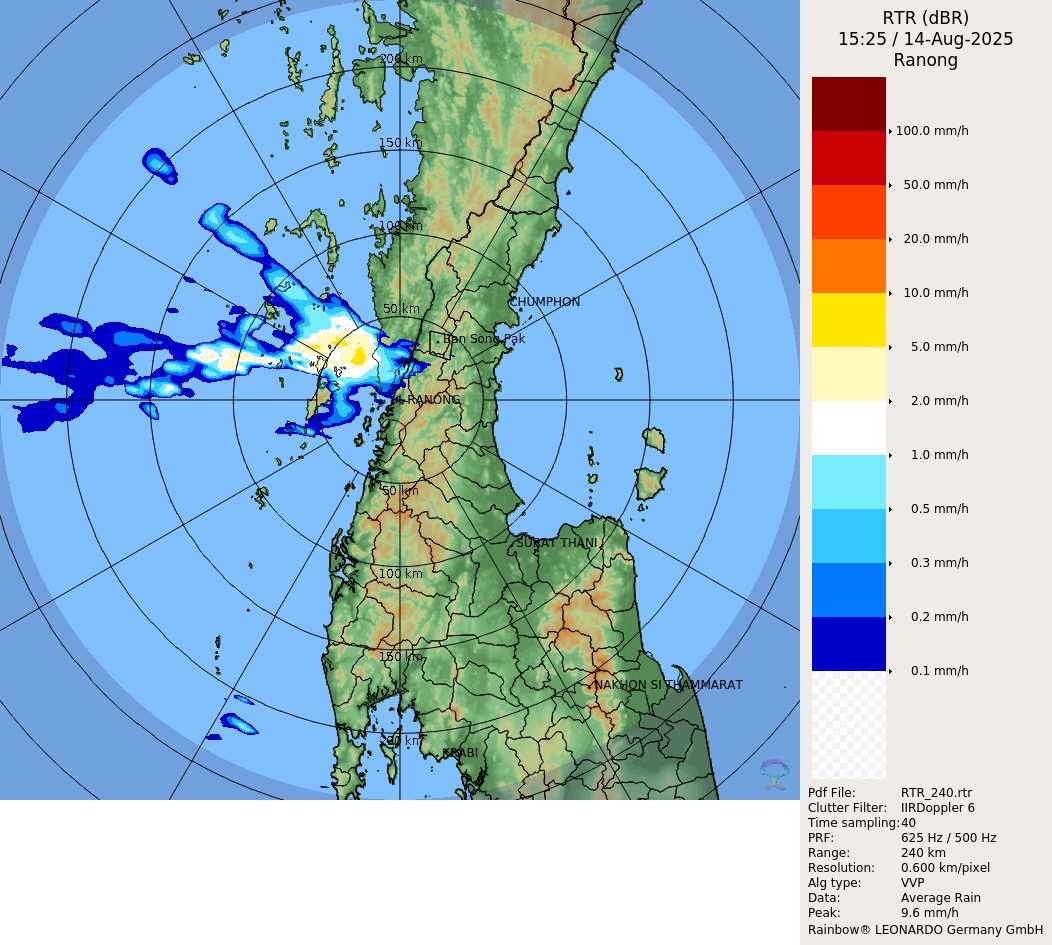 RTR (dBR)
15:25 / 14-Aug-2025
Ranong
100.0 mm/h
50.0 mm/h
20.0 mm/h
10.0 mm/h
5.0 mm/h
2.0 mm/h
1.0 mm/h
0.5 mm/h
0.3 mm/h
0.2 mm/h
0.1 mm/h
200 km
150 km
100 km
CHUMPHON
50 km
Ban Song Pak
RANONG
50 km
SURAT THANI
100 km
150 km
NAKHON SI THAMMARAT
200 km
KRABI
Pdf File: RTR_240.rtr
Clutter Filter: IIRDoppler 6
Time sampling:40
PRF: 625 Hz / 500 Hz
Range: 240 km
Resolution: 0.600 km/pixel
Alg type: VVP
Data: Average Rain
Peak: 9.6 mm/h
Rainbow® LEONARDO Germany GmbH